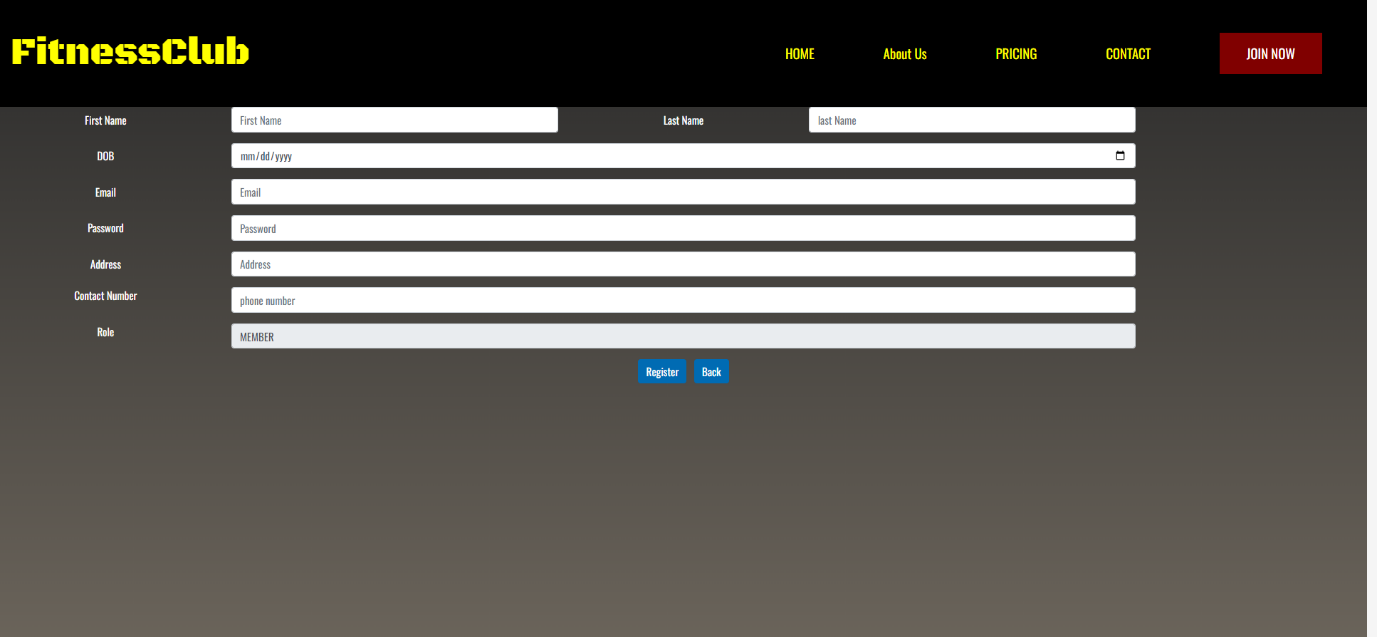 FitnessClub HOME About Us PRICING CONTACT JOIN NOW
First Name First Name Last Name last Name
DOB mm/dd/yyyy
Email Email
Password Password
Address Address
Contact Number phone number
Role MEMBER
Register Back